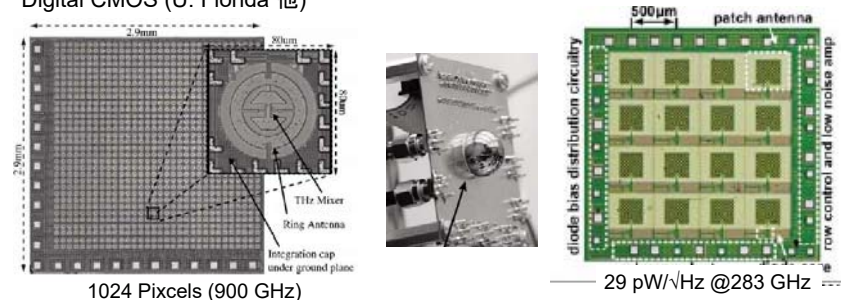 Digital CMOS (U. Florida 他)
2.9mm
80um
80um
2.9mm
THz Mixer
Ring Antenna
Integration cap
under ground plane
1024 Pixcels (900 GHz)
500μm
patch antenna
diode bias distribution circuitry
row control and low noise amp
29 pW/√Hz @283 GHz